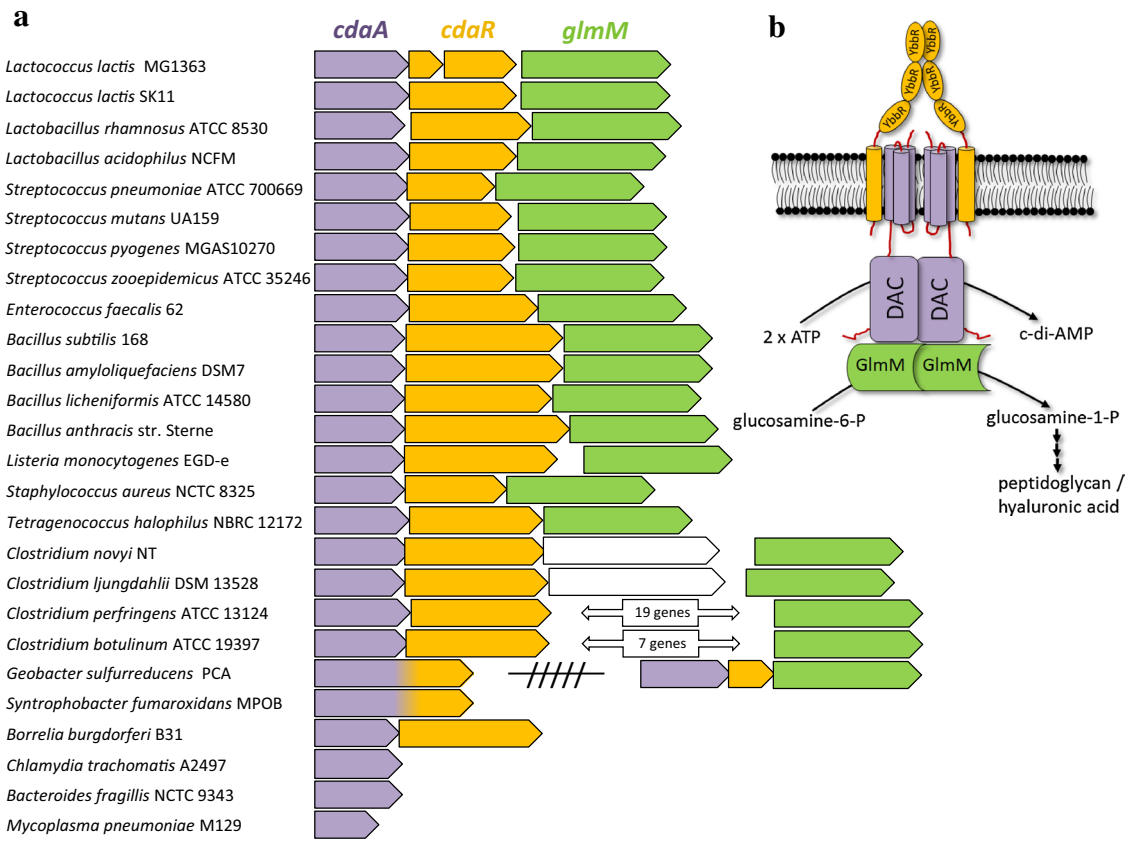 a
cdaA cdaR glmM
Lactococcus lactis MG1363
Lactococcus lactis SK11
Lactobacillus rhamnosus ATCC 8530
Lactobacillus acidophilus NCFM
Streptococcus pneumoniae ATCC 700669
Streptococcus mutans UA159
Streptococcus pyogenes MGAS10270
Streptococcus zooepidemicus ATCC 35246
Enterococcus faecalis 62
Bacillus subtilis 168
Bacillus amyloliquefaciens DSM7
Bacillus licheniformis ATCC 14580
Bacillus anthracis str. Sterne
Listeria monocytogenes EGD-e
Staphylococcus aureus NCTC 8325
Tetragenococcus halophilus NBRC 12172
Clostridium novyi NT
Clostridium ljungdahlii DSM 13528
Clostridium perfringens ATCC 13124
19 genes
Clostridium botulinum ATCC 19397
7 genes
Geobacter sulfurreducens PCA
Syntrophobacter fumaroxidans MPOB
Borrelia burgdorferi B31
Chlamydia trachomatis A2497
Bacteroides fragillis NCTC 9343
Mycoplasma pneumoniae M129
b
YbbR YbbR
YbbR YbbR
YbbR YbbR
DAC DAC
2 x ATP
c-di-AMP
GlmM GlmM
glucosamine-6-P
glucosamine-1-P
peptidoglycan /
hyaluronic acid